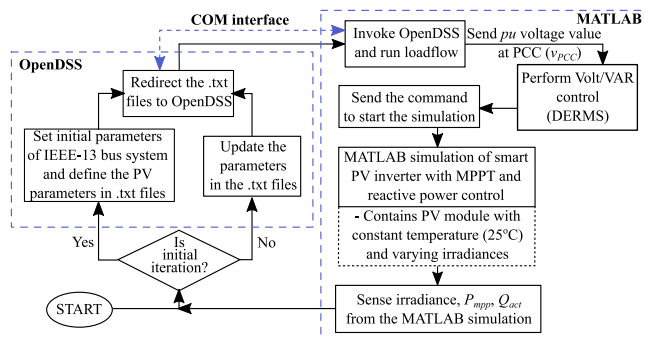 COM interface
MATLAB
OpenDSS
Redirect the .txt
files to OpenDSS
Set initial parameters
of IEEE-13 bus system
and define the PV
parameters in .txt files
Update the
parameters
in the .txt files
Yes
No
Is
initial
iteration?
START
Invoke OpenDSS
and run loadflow
Send pu voltage value
at PCC (vPCC)
Perform Volt/VAR
control
(DERMS)
Send the command
to start the simulation
MATLAB simulation of smart
PV inverter with MPPT and
reactive power control
- Contains PV module with
constant temperature (25°C)
and varying irradiances
Sense irradiance, Pmpp, Qact
from the MATLAB simulation